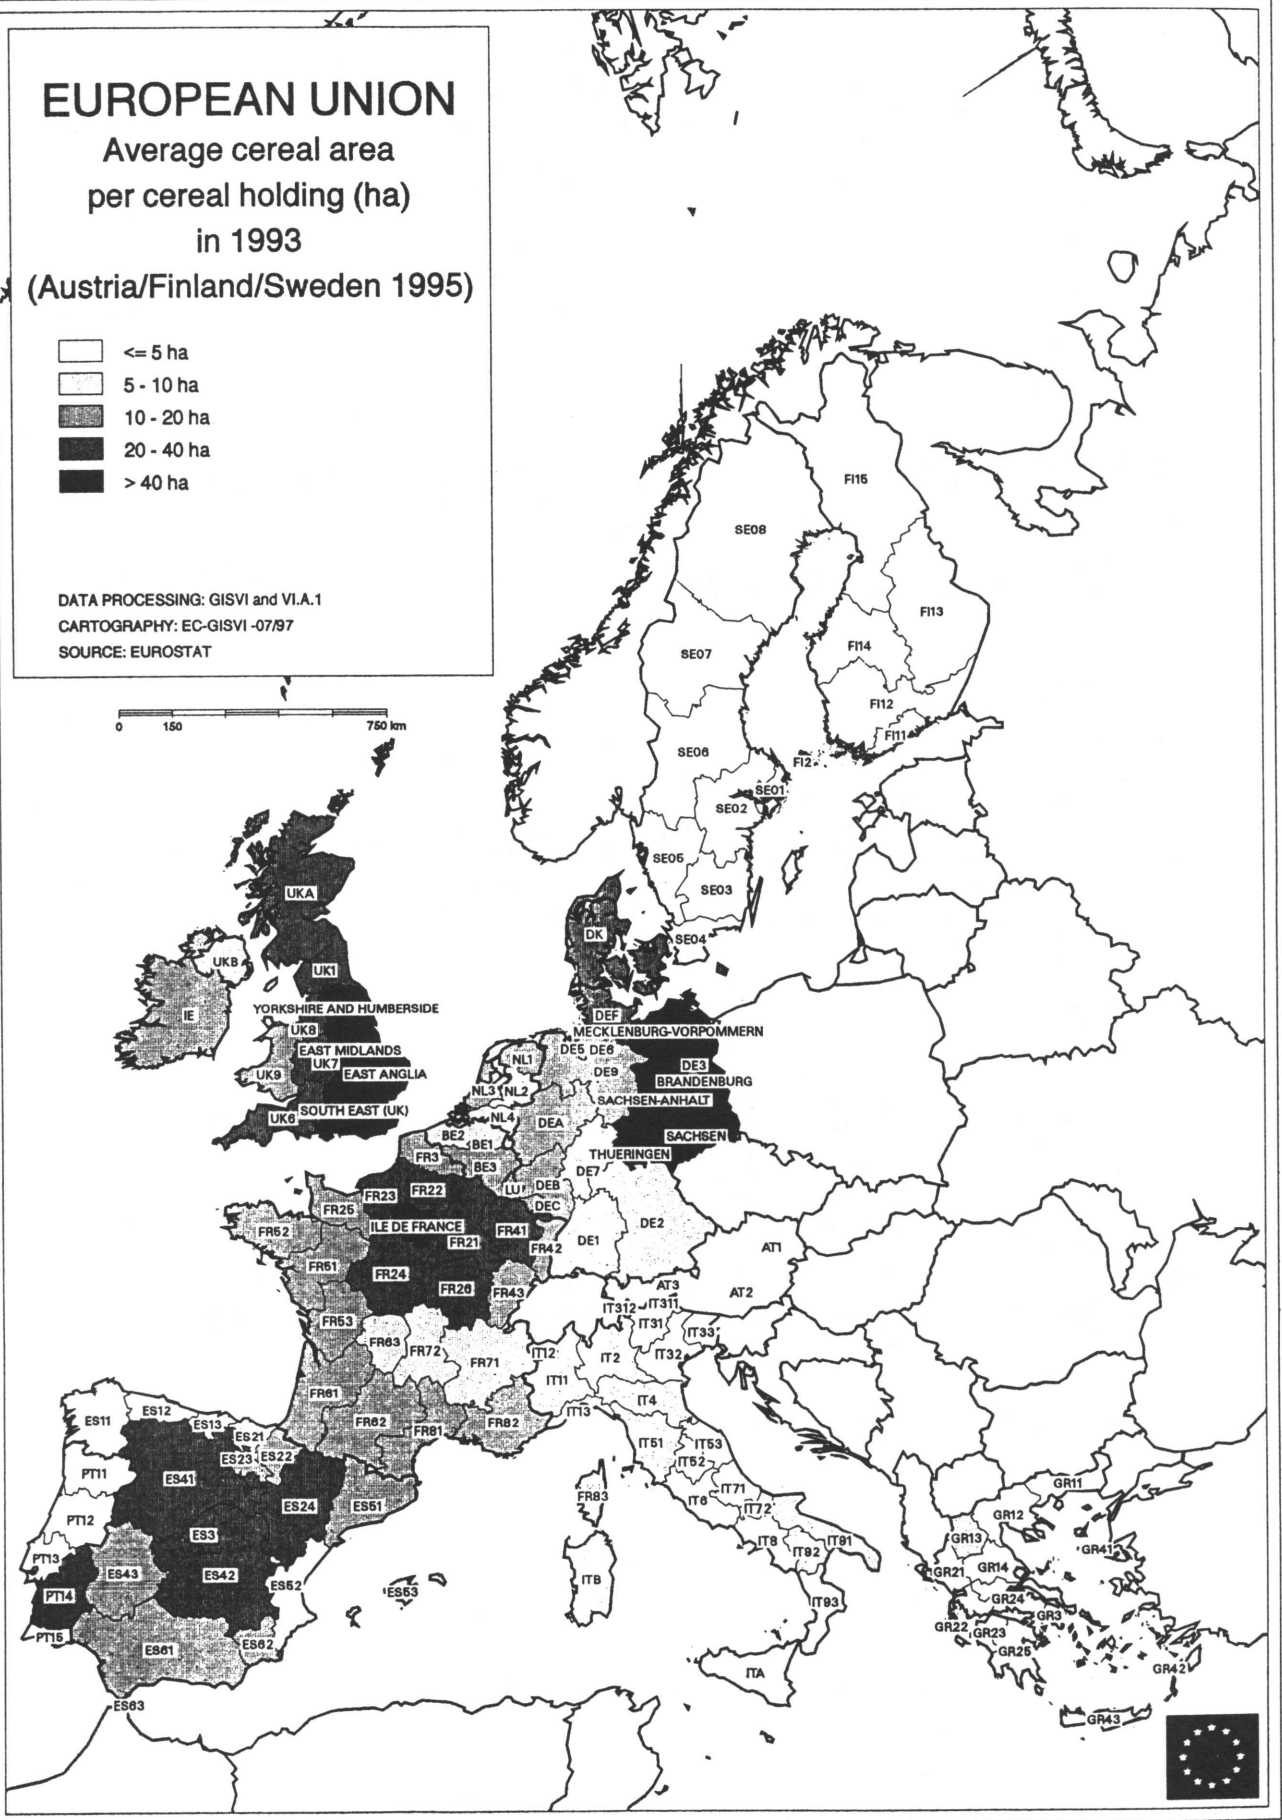 EUROPEAN UNION
Average cereal area
per cereal holding (ha)
in 1993
(Austria/Finland/Sweden 1995)
<= 5 ha
5 - 10 ha
10 - 20 ha
20 - 40 ha
> 40 ha
DATA PROCESSING: GISVI and VI.A.1
CARTOGRAPHY: EC-GISVI -07/97
SOURCE: EUROSTAT
0 150 750 km
FI15
SE08
FI13
FI14
SE07
FI12
FI11
SE06
FI2
SE01
SE02
SE05
SE03
UKA
DK
SE04
UKB
UK1
YORKSHIRE AND HUMBERSIDE
IE
DEF
UK8
MECKLENBURG-VORPOMMERN
EAST MIDLANDS
DE5 DE6
UK7
NL1
DE3
UK9
EAST ANGLIA
DE9
BRANDENBURG
NL3 NL2
SACHSEN-ANHALT
SOUTH EAST (UK)
UK6
NL4
DEA
BE2
BE1
SACHSEN
FR3
BE3
THUERINGEN
DE7
LU
DEB
FR23
FR22
DEC
FR25
ILE DE FRANCE
FR41
DE2
FR52
FR21
FR42
DE1
AT1
FR51
FR24
FR26
FR43
AT3
AT2
IT312
IT311
FR53
IT31
IT33
FR63
FR72
FR71
IT12
IT2
IT32
IT11
FR61
IT4
IT13
ES11
ES12
ES13
FR62
FR81
FR82
ES21
IT51
IT53
ES23
ES22
IT52
PT11
ES41
GR11
IT71
FR83
IT6
ES24
ES51
IT72
GR12
PT12
ES3
GR13
IT8
IT91
IT92
GR41
PT13
ES43
ES42
GR21
GR14
ITB
ES52
ES53
PT14
GR24
IT93
GR3
GR22
GR23
PT15
ES61
ES62
GR25
ITA
GR42
ES63
GR43